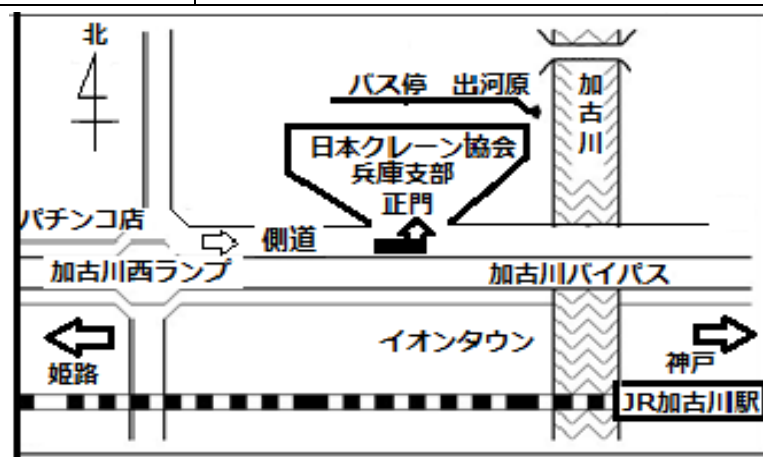 北
バス停 出河原
加古川
日本クレーン協会
兵庫支部
正門
パチンコ店
側道
加古川西ランプ
加古川バイパス
イオンタウン
姫路
神戸
JR加古川駅